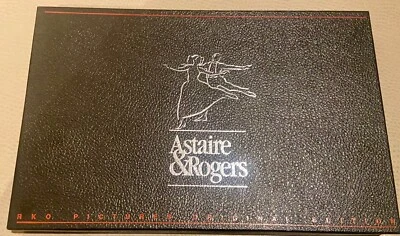 Astaire
&Rogers
RKO PICTURES ORIGINAL EDITION